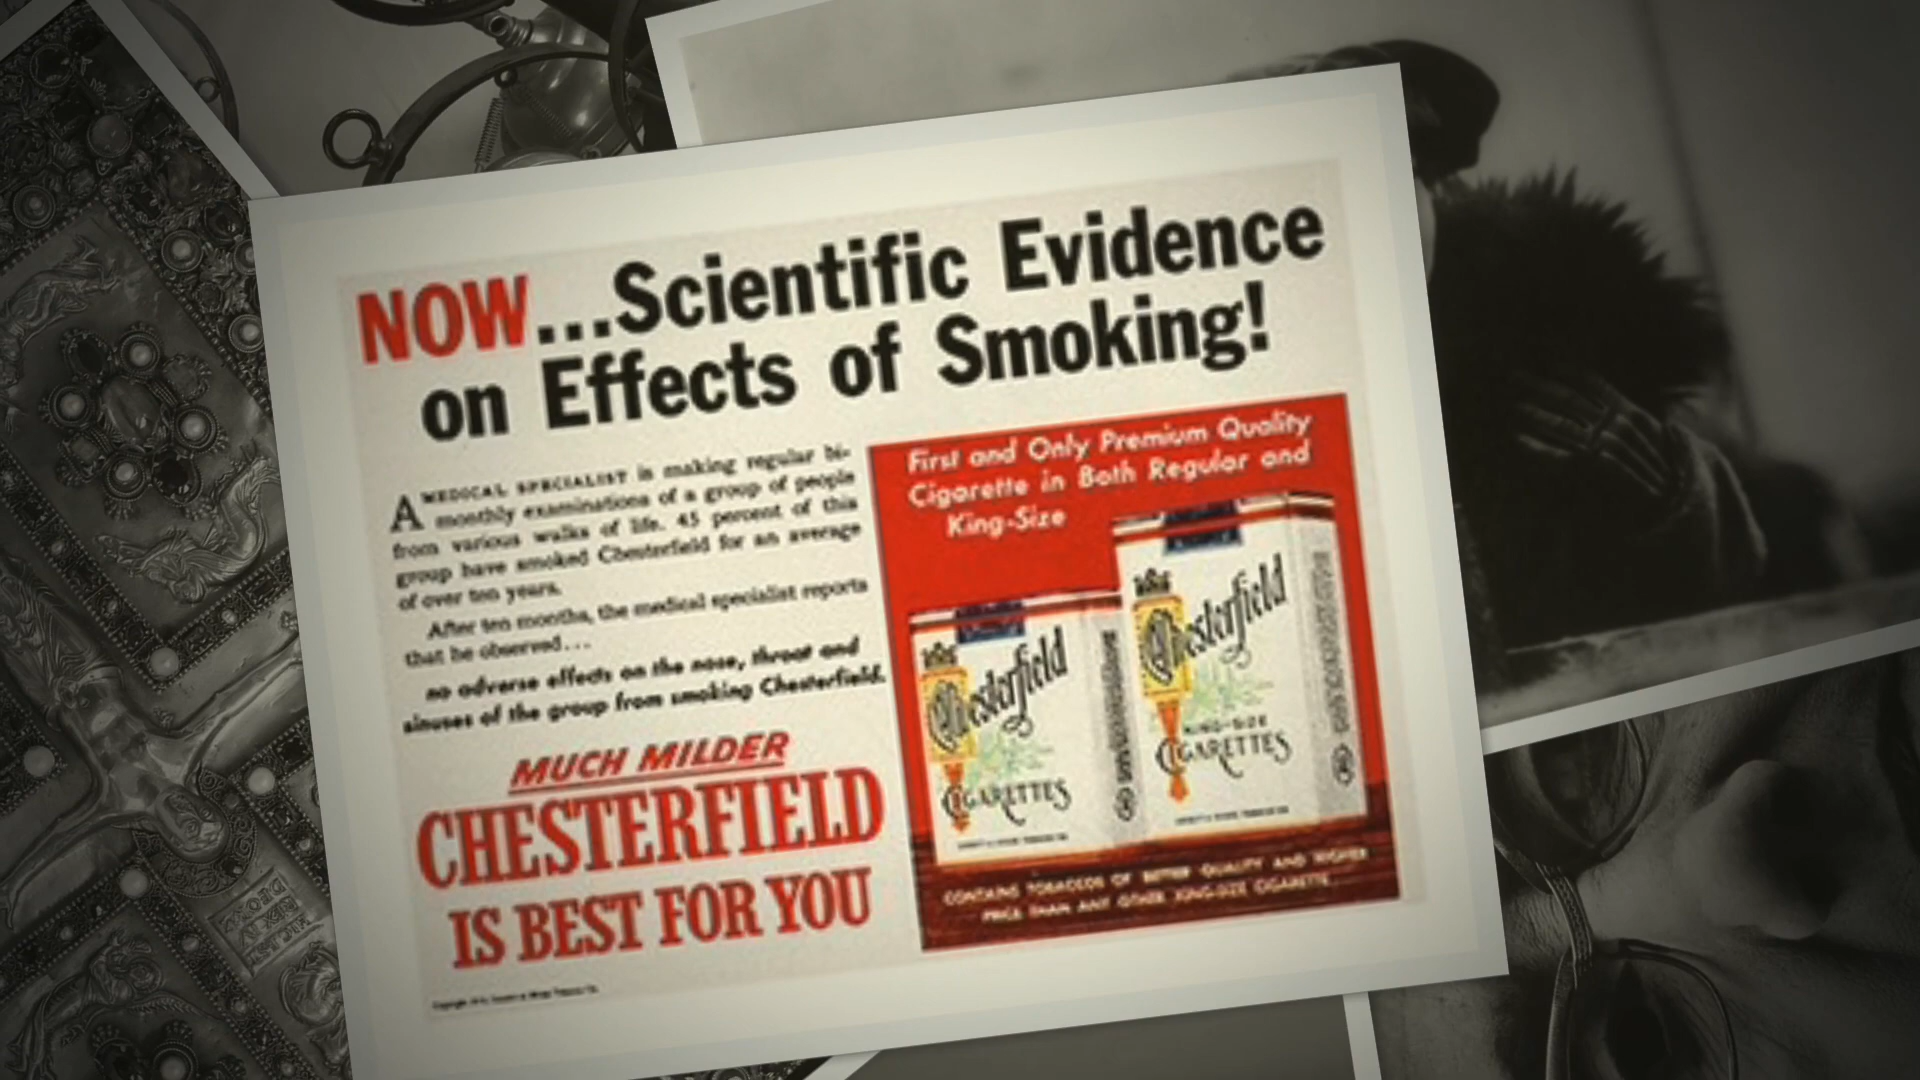 NOW...Scientific Evidence
on Effects of Smoking!
A MEDICAL SPECIALIST is making regular bi-
monthly examinations of a group of people
from various walks of life. 45 percent of this
group have smoked Chesterfield for an average
of over ten years.
After ten months, the medical specialist reports
that he observed...
no adverse effects on the nose, throat and
sinuses of the group from smoking Chesterfield.
MUCH MILDER
CHESTERFIELD
IS BEST FOR YOU
First and Only Premium Quality
Cigarette in Both Regular and
King-Size
Chesterfield
CIGARETTES
Chesterfield
KING-SIZE
CIGARETTES
CONTAINS TOBACCOS OF BETTER QUALITY AND HIGHER
PRICE THAN ANY OTHER KING-SIZE CIGARETTE